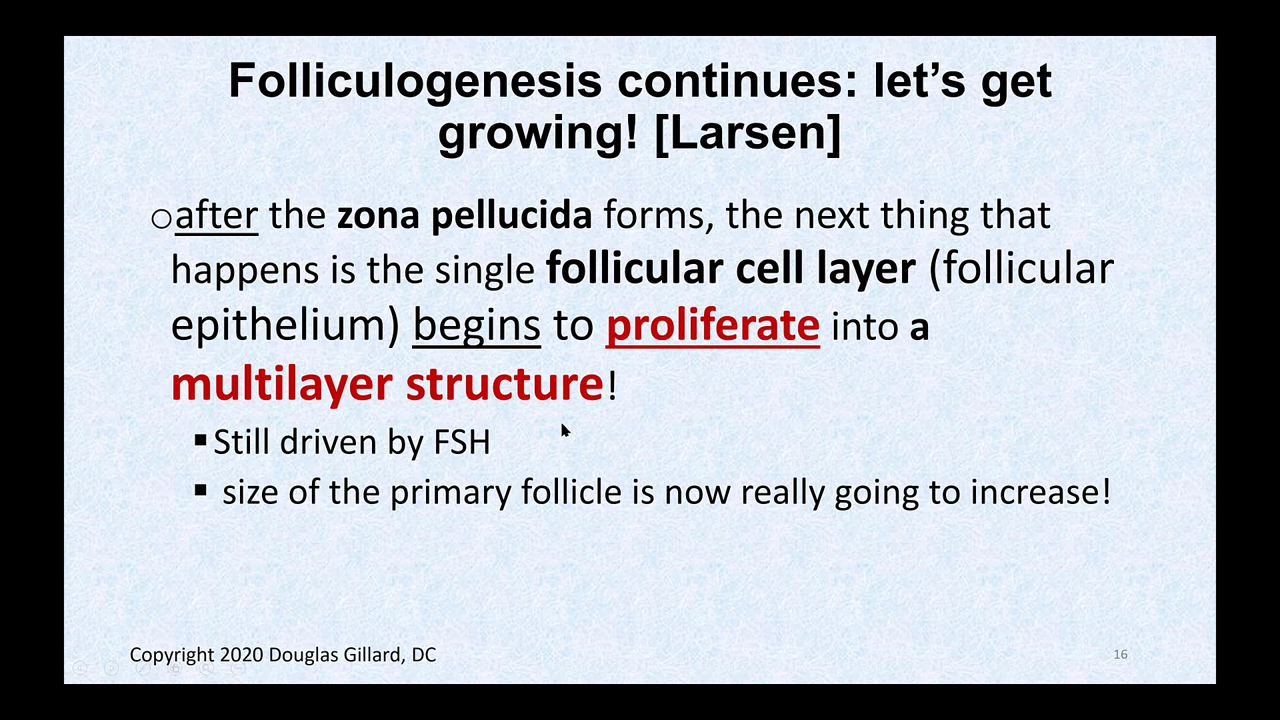 Folliculogenesis continues: let’s get
growing! [Larsen]
○after the zona pellucida forms, the next thing that
happens is the single follicular cell layer (follicular
epithelium) begins to proliferate into a
multilayer structure!
▪Still driven by FSH
▪ size of the primary follicle is now really going to increase!
Copyright 2020 Douglas Gillard, DC
16